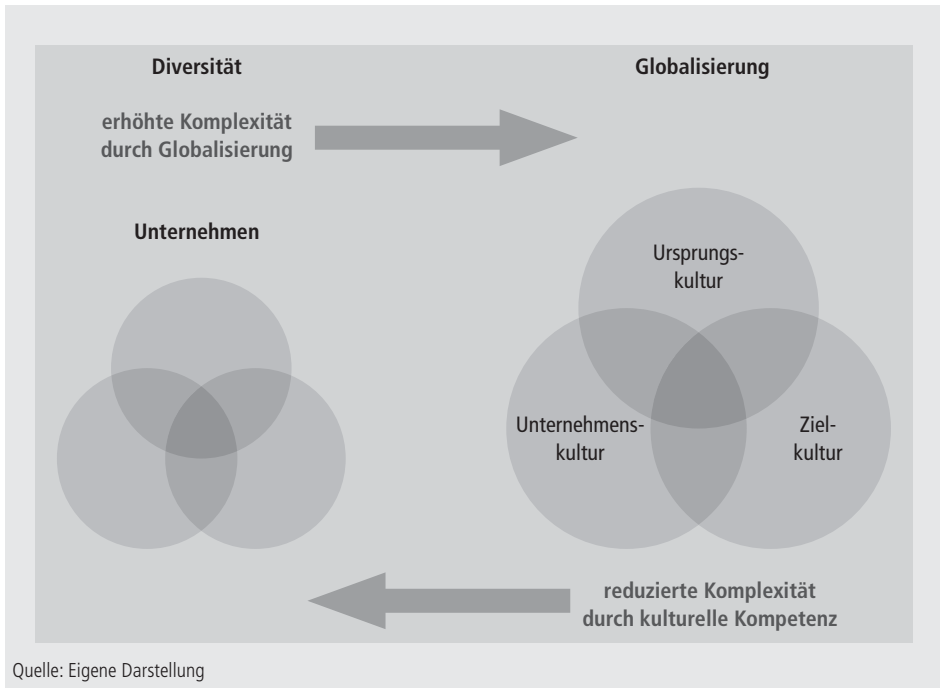 Diversität
Globalisierung
erhöhte Komplexität
durch Globalisierung
Unternehmen
Ursprungs-
kultur
Unternehmens-
kultur
Ziel-
kultur
reduzierte Komplexität
durch kulturelle Kompetenz
Quelle: Eigene Darstellung